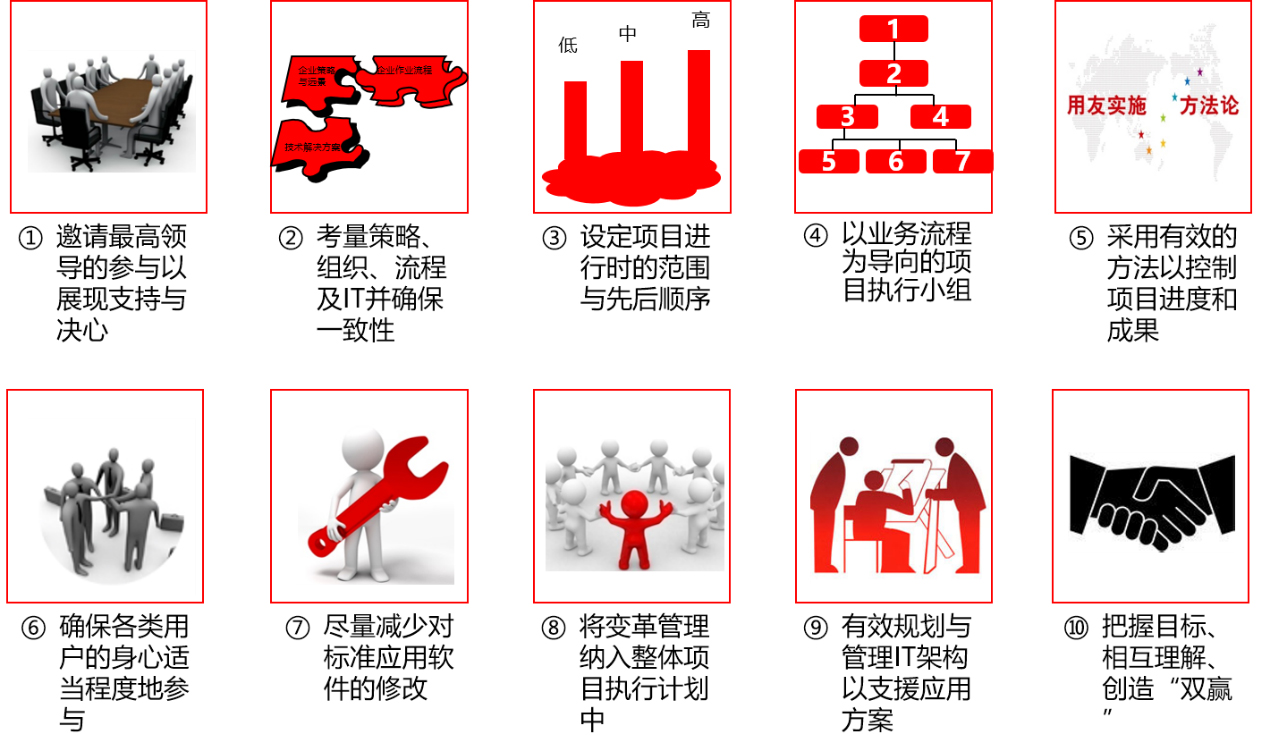 企业策略
与远景
企业作业流程
技术解决方案
低
中
高
1
2
3
4
5
6
7
用友实施
方法论
① 邀请最高领
导的参与以
展现支持与
决心
② 考量策略、
组织、流程
及IT并确保
一致性
③ 设定项目进
行时的范围
与先后顺序
④ 以业务流程
为导向的项
目执行小组
⑤ 采用有效的
方法以控制
项目进度和
成果
⑥ 确保各类用
户的身心适
当程度地参
与
⑦ 尽量减少对
标准应用软
件的修改
⑧ 将变革管理
纳入整体项
目执行计划
中
⑨ 有效规划与
管理IT架构
以支援应用
方案
⑩ 把握目标、
相互理解、
创造“双赢
”